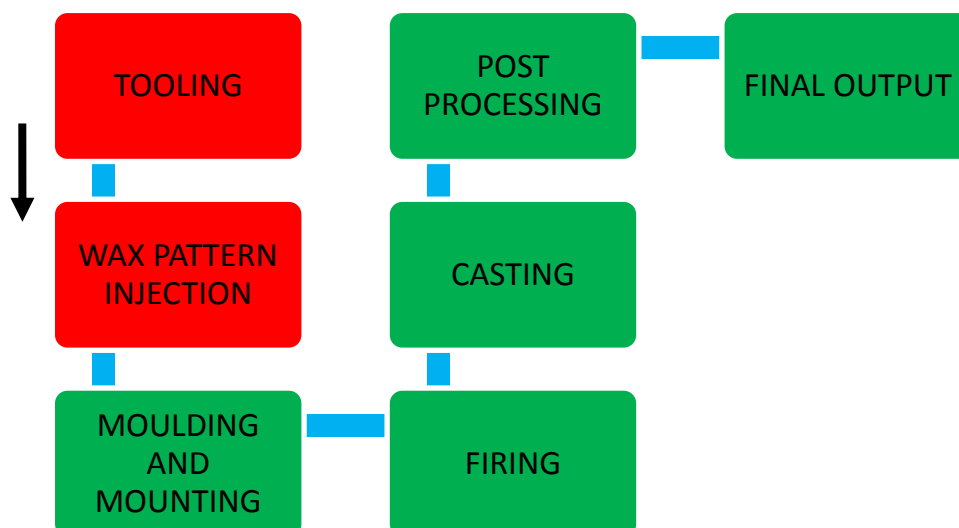 TOOLING
WAX PATTERN
INJECTION
MOULDING
AND
MOUNTING
FIRING
CASTING
POST
PROCESSING
FINAL OUTPUT